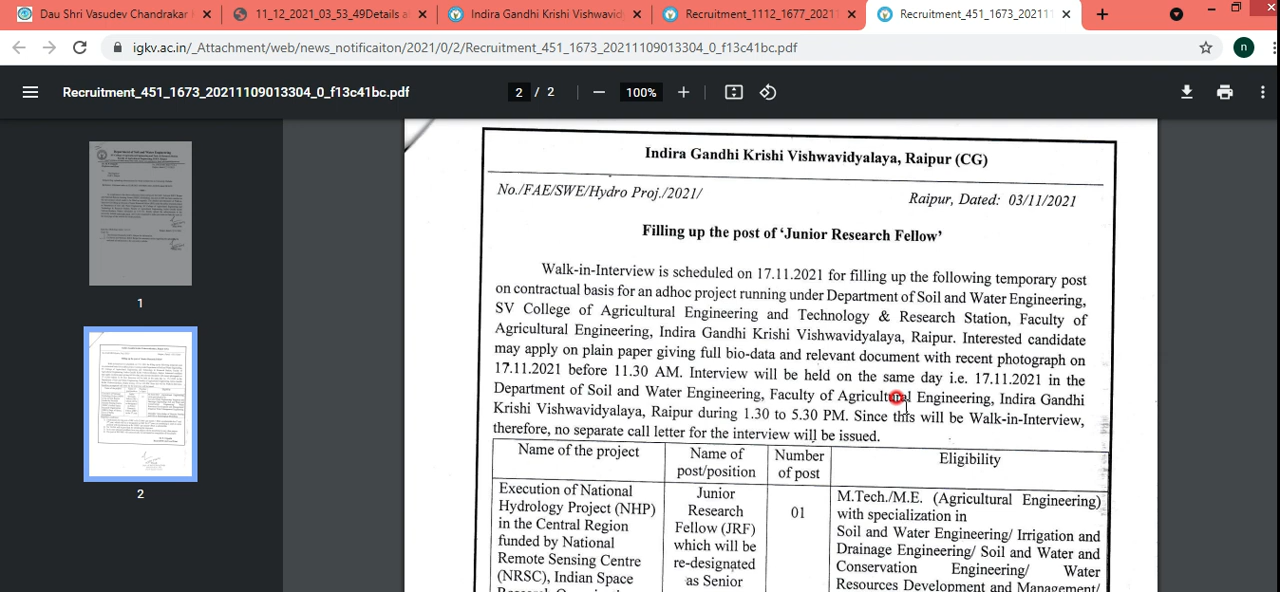 Dau Shri Vasudev Chandrakar
11_12_2021_03_53_49Details a
Indira Gandhi Krishi Vishwavid
Recruitment_1112_1677_2021
Recruitment_451_1673_202111
igkv.ac.in/_Attachment/web/news_notificaiton/2021/0/2/Recruitment_451_1673_20211109013304_0_f13c41bc.pdf
n
Recruitment_451_1673_20211109013304_0_f13c41bc.pdf
2 / 2
100%
1
2
Indira Gandhi Krishi Vishwavidyalaya, Raipur (CG)
No./FAE/SWE/Hydro Proj./2021/
Raipur, Dated: 03/11/2021
Filling up the post of 'Junior Research Fellow'
Walk-in-Interview is scheduled on 17.11.2021 for filling up the following temporary post
on contractual basis for an adhoc project running under Department of Soil and Water Engineering,
SV College of Agricultural Engineering and Technology & Research Station, Faculty of
Agricultural Engineering, Indira Gandhi Krishi Vishwavidyalaya, Raipur. Interested candidate
may apply on plain paper giving full bio-data and relevant document with recent photograph on
17.11.2021 before 11.30 AM. Interview will be held on the same day i.e. 17.11.2021 in the
Department of Soil and Water Engineering, Faculty of Agricultural Engineering, Indira Gandhi
Krishi Vishwavidyalaya, Raipur during 1.30 to 5.30 PM. Since this will be Walk-in-Interview,
therefore, no separate call letter for the interview will be issued.
Name of the project
Name of
post/position
Number
of post
Eligibility
Execution of National
Hydrology Project (NHP)
in the Central Region
funded by National
Remote Sensing Centre
(NRSC), Indian Space
Junior
Research
Fellow (JRF)
which will be
re-designated
as Senior
01
M.Tech./M.E. (Agricultural Engineering)
with specialization in
Soil and Water Engineering/ Irrigation and
Drainage Engineering/ Soil and Water and
Conservation Engineering/ Water
Resources Development and Management/